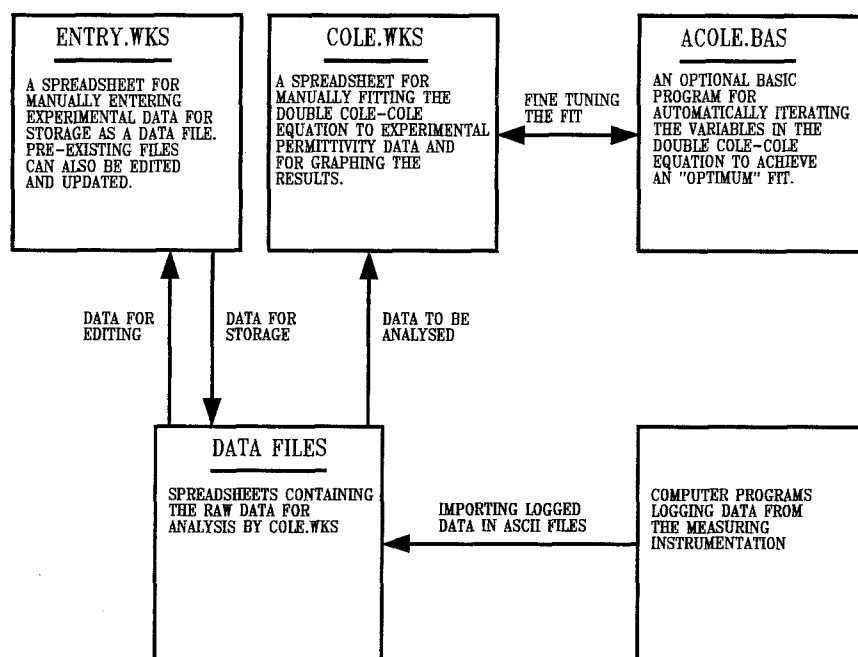 ENTRY.WKS
A SPREADSHEET FOR
MANUALLY ENTERING
EXPERIMENTAL DATA FOR
STORAGE AS A DATA FILE.
PRE-EXISTING FILES
CAN ALSO BE EDITED
AND UPDATED.
COLE.WKS
A SPREADSHEET FOR
MANUALLY FITTING THE
DOUBLE COLE-COLE
EQUATION TO EXPERIMENTAL
PERMITTIVITY DATA AND
FOR GRAPHING THE
RESULTS.
FINE TUNING
THE FIT
ACOLE.BAS
AN OPTIONAL BASIC
PROGRAM FOR
AUTOMATICALLY ITERATING
THE VARIABLES IN THE
DOUBLE COLE-COLE
EQUATION TO ACHIEVE
AN "OPTIMUM" FIT.
DATA FOR
EDITING
DATA FOR
STORAGE
DATA TO BE
ANALYSED
DATA FILES
SPREADSHEETS CONTAINING
THE RAW DATA FOR
ANALYSIS BY COLE.WKS
IMPORTING LOGGED
DATA IN ASCII FILES
COMPUTER PROGRAMS
LOGGING DATA FROM
THE MEASURING
INSTRUMENTATION